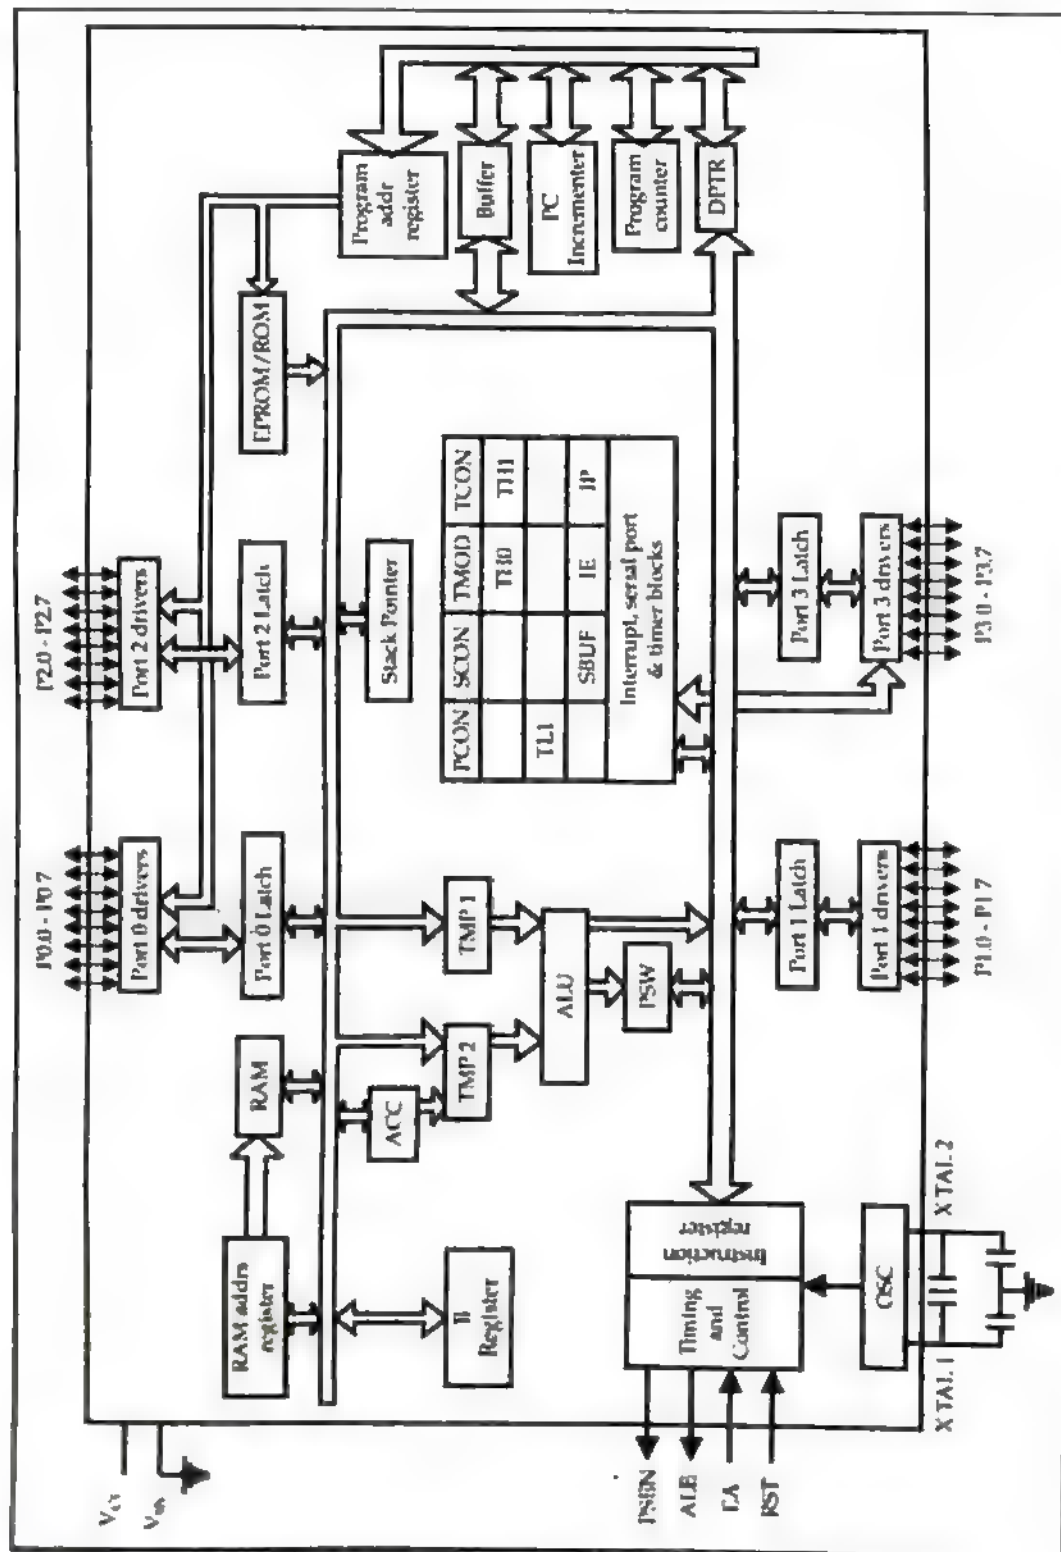 P0.0 - P0.7
P2.0 - P2.7
Port 0 drivers
Port 2 drivers
RAM addrs
register
RAM
Port 0 Latch
Port 2 Latch
EPROM / ROM
Program
addr
register
Buffer
PC
Incrementer
Program
counter
DPTR
ACC
Stack Pointer
B
Register
TMP 2
TMP 1
ALU
PSW
PCON
SCON
TMOD
TCON
TH0
TH1
TL1
SBUF
IE
IP
Interrupt, serial port
& timer blocks
Timing
and
Control
Instruction
register
PSEN
ALE
EA
RST
OSC
Port 1 Latch
Port 3 Latch
Port 1 drivers
Port 3 drivers
XTAL 1
XTAL 2
P1.0 - P1.7
P3.0 - P3.7